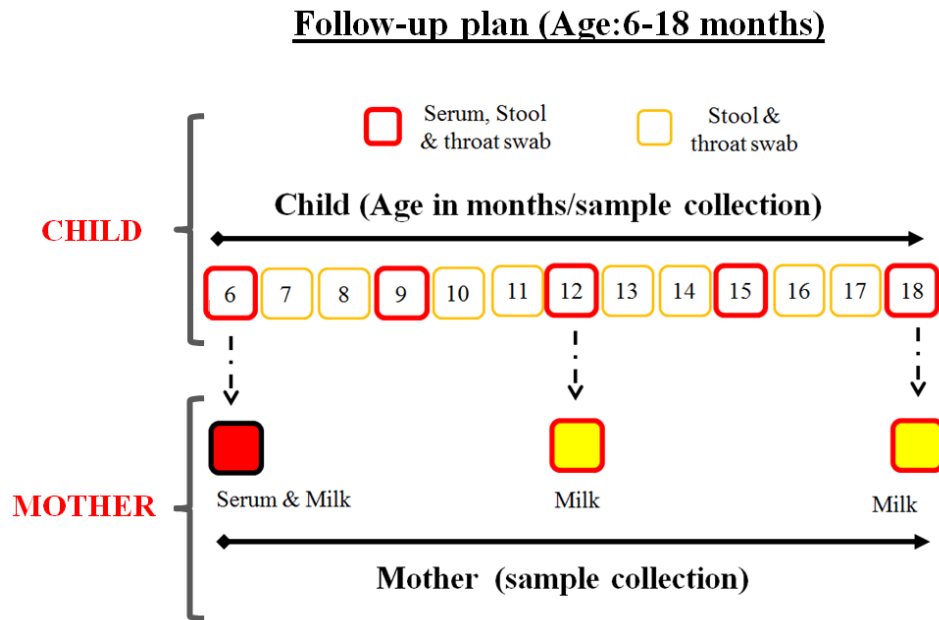 Follow-up plan (Age:6-18 months)
Serum, Stool
& throat swab
Stool &
throat swab
Child (Age in months/sample collection)
CHILD
6 7 8 9 10 11 12 13 14 15 16 17 18
MOTHER
Serum & Milk
Milk
Milk
Mother (sample collection)